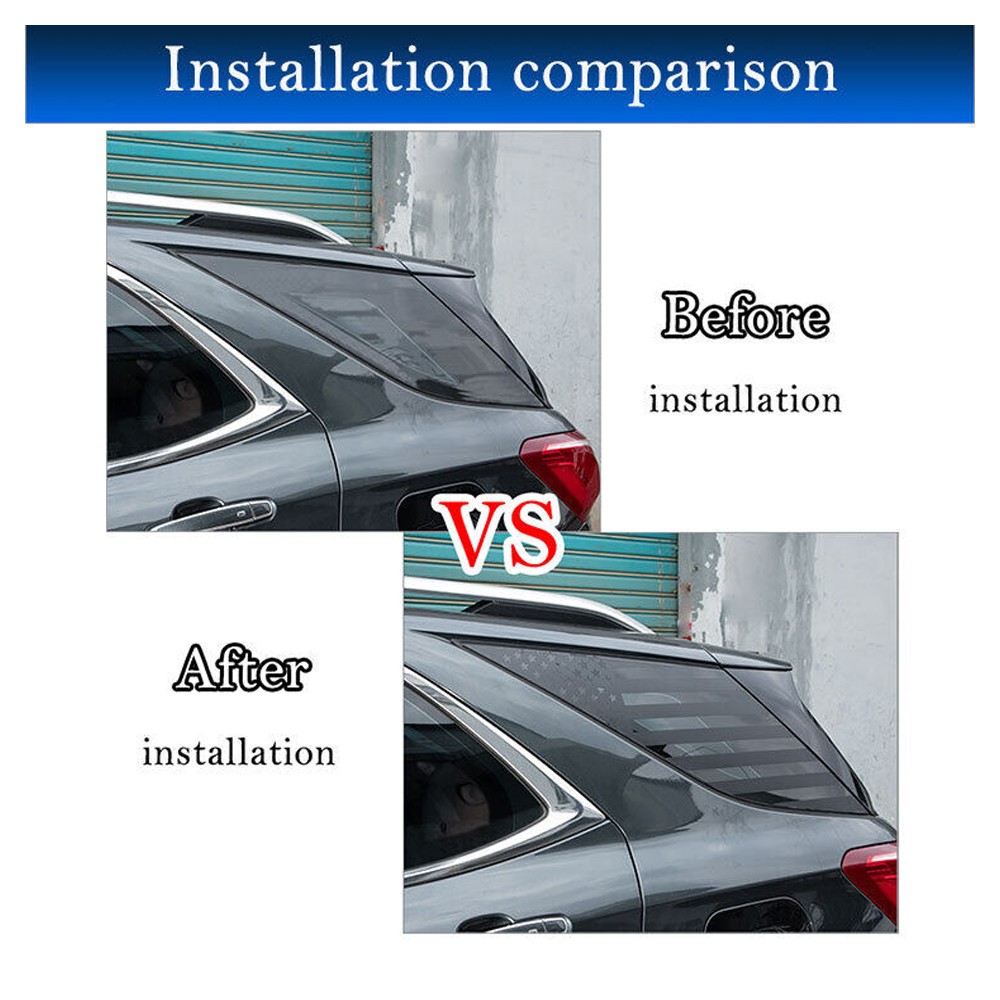 Installation comparison
Before
installation
VS
After
installation